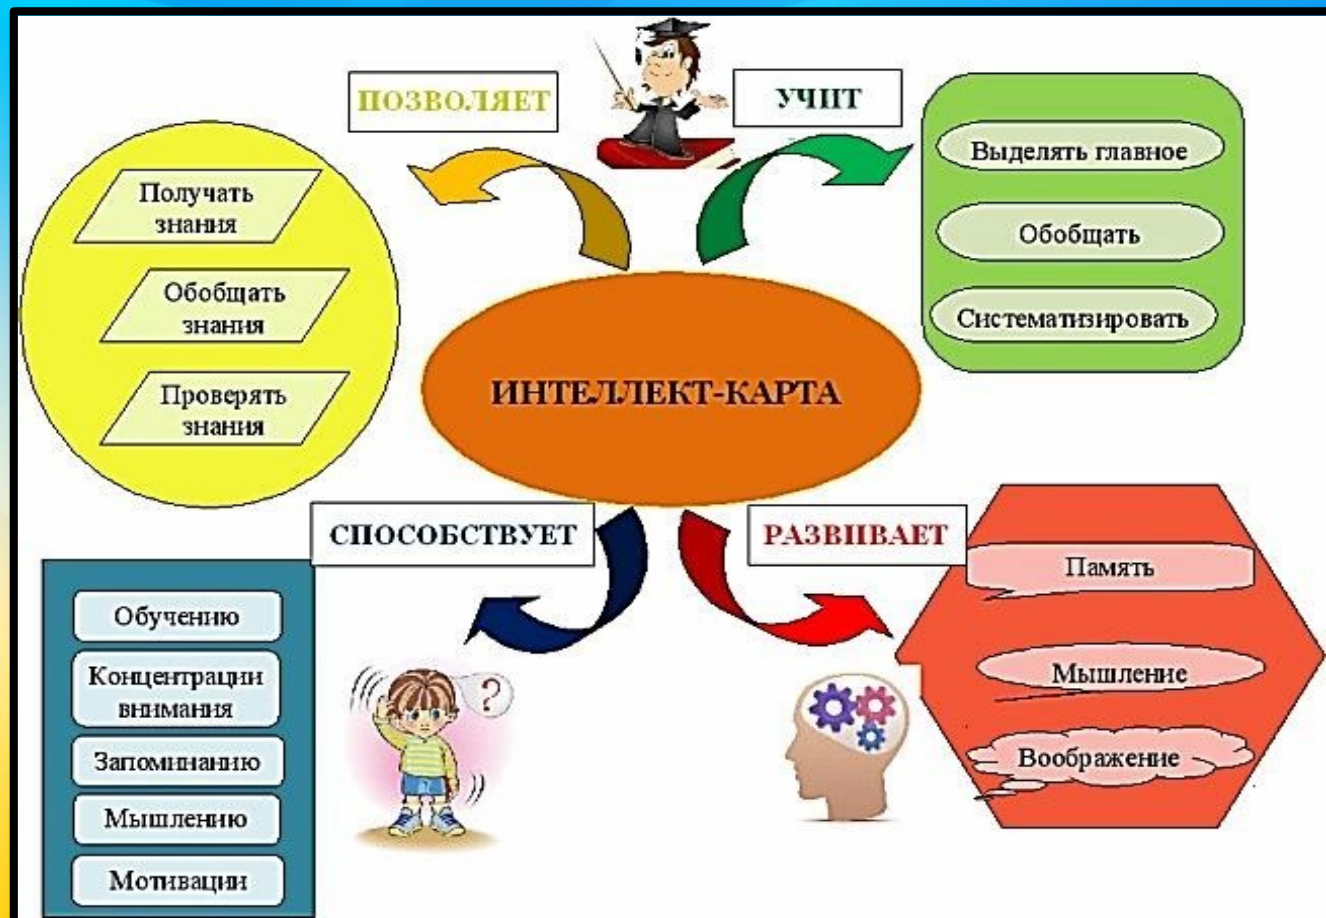 ПОЗВОЛЯЕТ
Получать
знания
Обобщать
знания
Проверять
знания
УЧИТ
Выделять главное
Обобщать
Систематизировать
ИНТЕЛЛЕКТ-КАРТА
СПОСОБСТВУЕТ
Обучению
Концентрации
внимания
Запоминанию
Мышлению
Мотивации
?
РАЗВИВАЕТ
Память
Мышление
Воображение